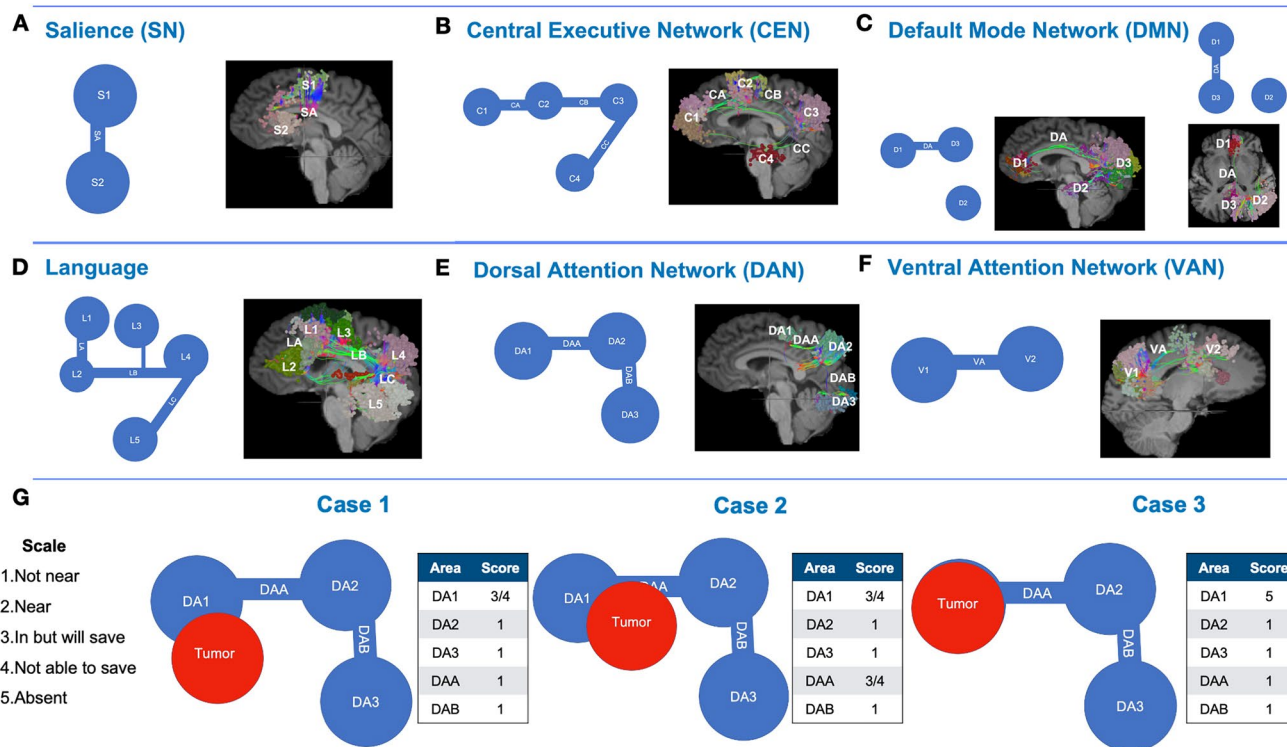 A Salience (SN)
S1
SA
S2
S1
SA
S2
B Central Executive Network (CEN)
C1
CA
C2
CB
C3
CC
C4
CA
C2
CB
C1
C3
C4
CC
C Default Mode Network (DMN)
D1
DA
D3
D2
D1
DA
D3
D2
DA
D1
D3
D2
D1
DA
D3
D2
D Language
L1
L3
LA
L2
LB
L4
LC
L5
L1
L3
LA
LB
L4
L2
LC
L5
E Dorsal Attention Network (DAN)
DA1
DAA
DA2
DAB
DA3
DA1
DAA
DA2
DAB
DA3
F Ventral Attention Network (VAN)
V1
VA
V2
VA
V2
V1
G
Scale
1.Not near
2.Near
3.In but will save
4.Not able to save
5.Absent
Case 1
DA1
DAA
DA2
Tumor
DAB
DA3
Area Score
DA1 3/4
DA2 1
DA3 1
DAA 1
DAB 1
Case 2
DA1
DAA
DA2
Tumor
DAB
DA3
Area Score
DA1 3/4
DA2 1
DA3 1
DAA 3/4
DAB 1
Case 3
Tumor
DAA
DA2
DAB
DA3
Area Score
DA1 5
DA2 1
DA3 1
DAA 1
DAB 1